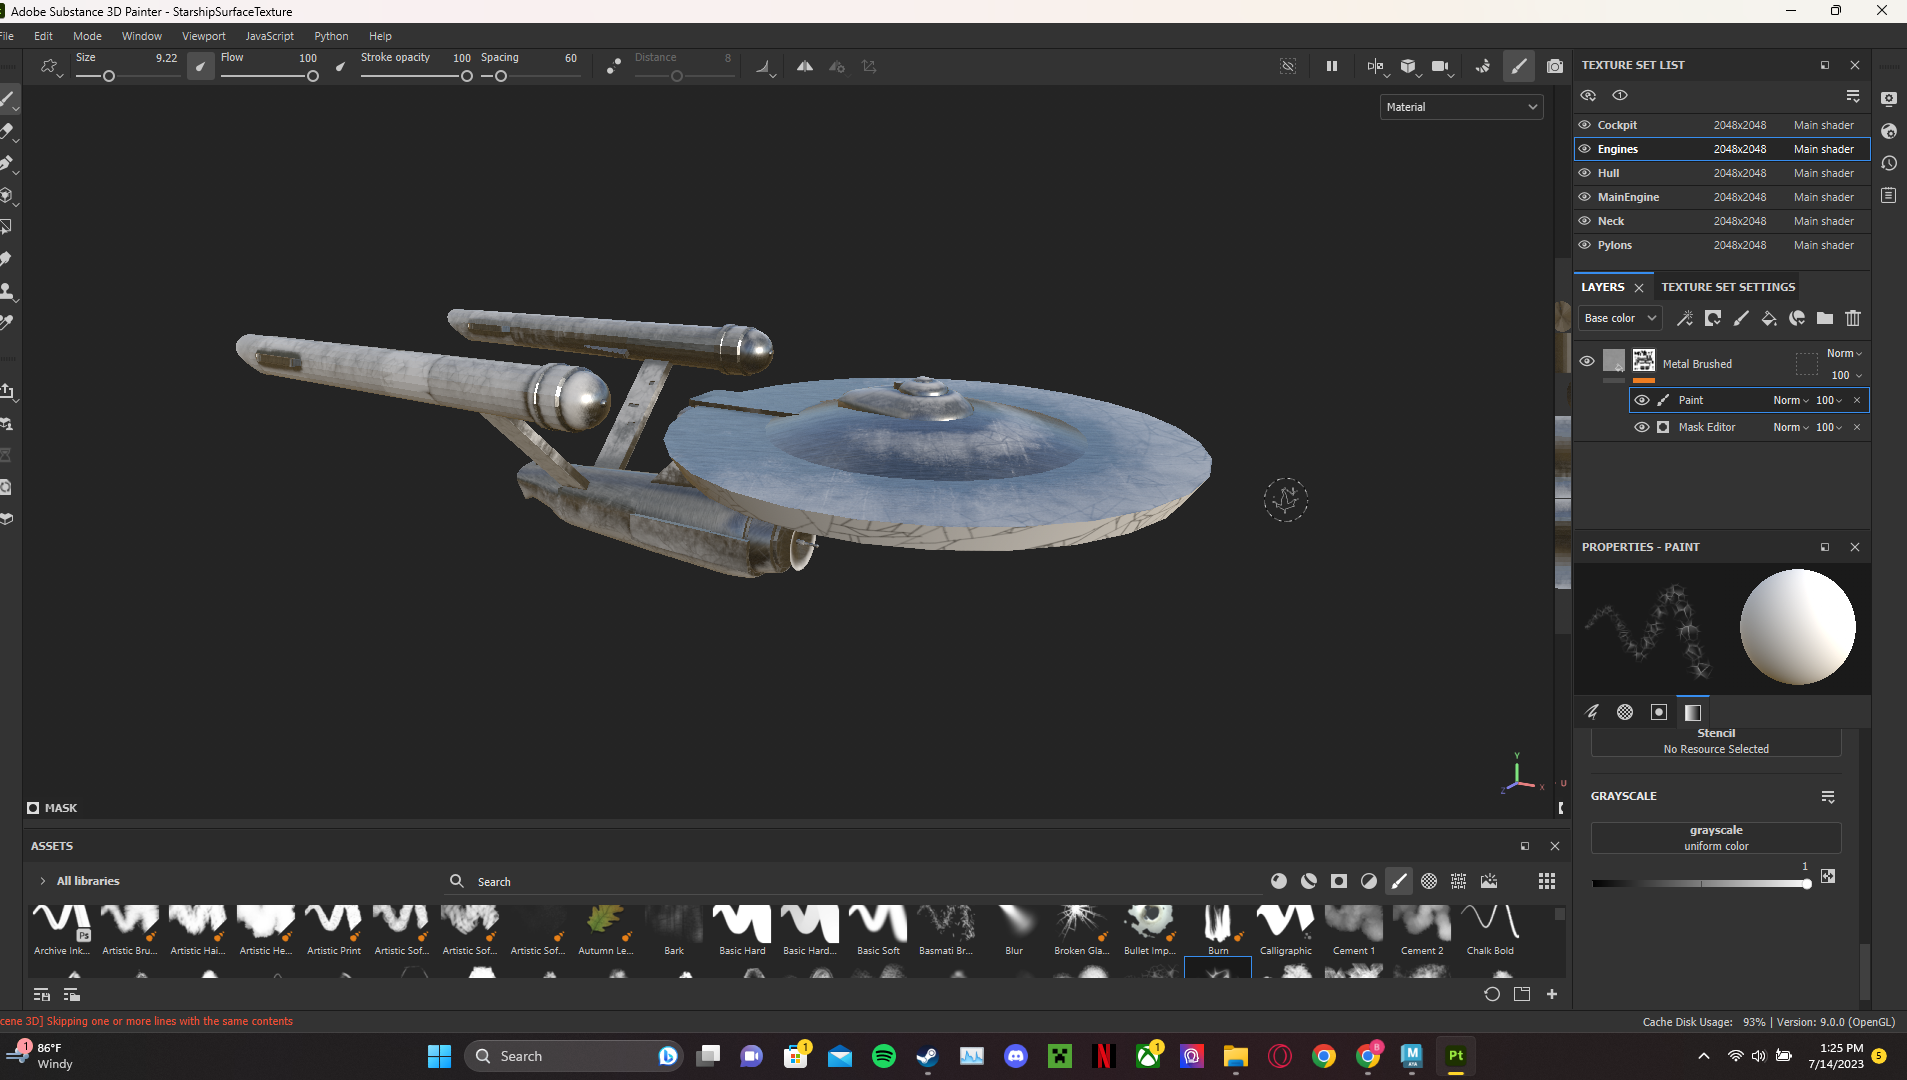 Adobe Substance 3D Painter - StarshipSurfaceTexture
File Edit Mode Window Viewport JavaScript Python Help
Size 9.22 Flow 100 Stroke opacity 100 Spacing 60 Distance 8
Material
TEXTURE SET LIST
Cockpit 2048x2048 Main shader
Engines 2048x2048 Main shader
Hull 2048x2048 Main shader
MainEngine 2048x2048 Main shader
Neck 2048x2048 Main shader
Pylons 2048x2048 Main shader
LAYERS TEXTURE SET SETTINGS
Base color
Metal Brushed Norm 100
Paint Norm 100
Mask Editor Norm 100
PROPERTIES - PAINT
Stencil
No Resource Selected
GRAYSCALE
grayscale
uniform color
1
Y
Z X U
MASK
ASSETS
All libraries Search
Ps
Archive Ink... Artistic Bru... Artistic Hai... Artistic He... Artistic Print Artistic Sof... Artistic Sof... Artistic Sof... Autumn Le... Bark Basic Hard Basic Hard... Basic Soft Basmati Br... Blur Broken Gla... Bullet Imp... Burn Calligraphic Cement 1 Cement 2 Chalk Bold
cene 3D] Skipping one or more lines with the same contents
Cache Disk Usage: 93% | Version: 9.0.0 (OpenGL)
1 86°F
Windy
Search
1 1 8 M Pt
1:25 PM
7/14/2023 5